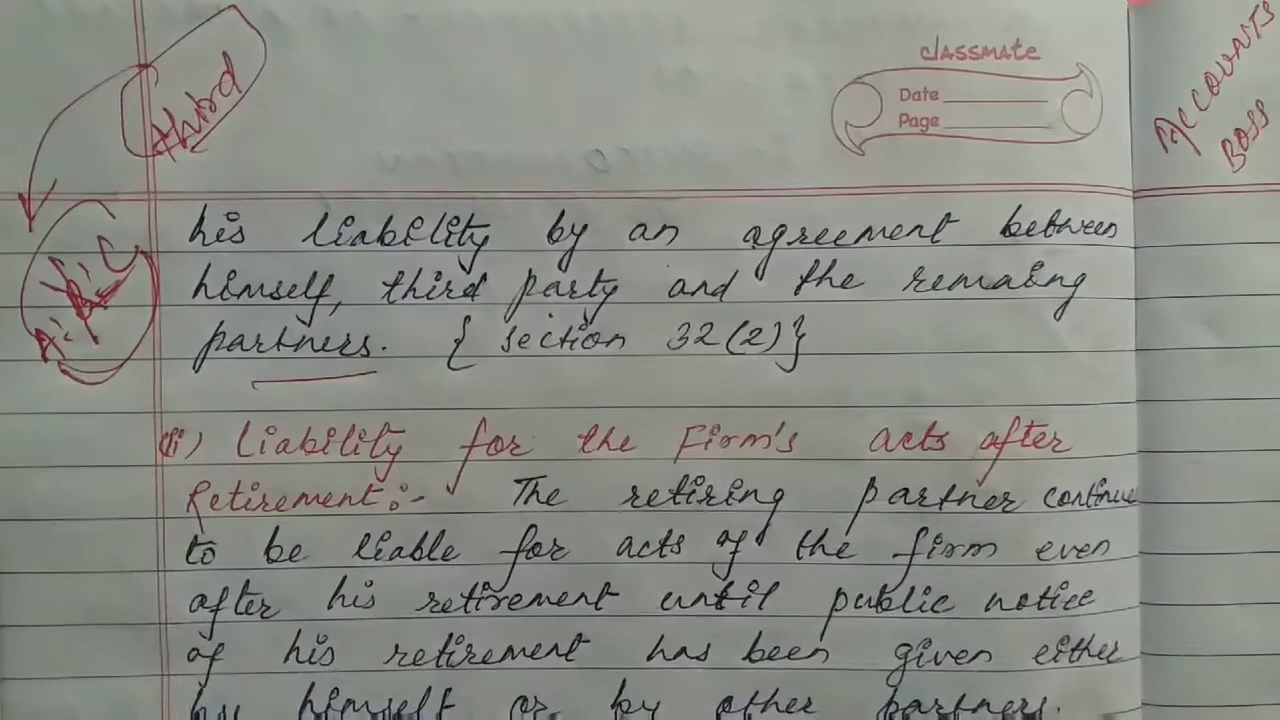 third
classmate
Date
Page
ACCOUNTS
BOSS
his liability by an agreement between
himself, third party and the remaing
partners. { section 32(2)}
(ii) Liability for the Firm's acts after
Retirement:- The retiring partner continue
to be liable for acts of the firm even
after his retirement until public notice
of his retirement has been given either
by himself or by other partners.